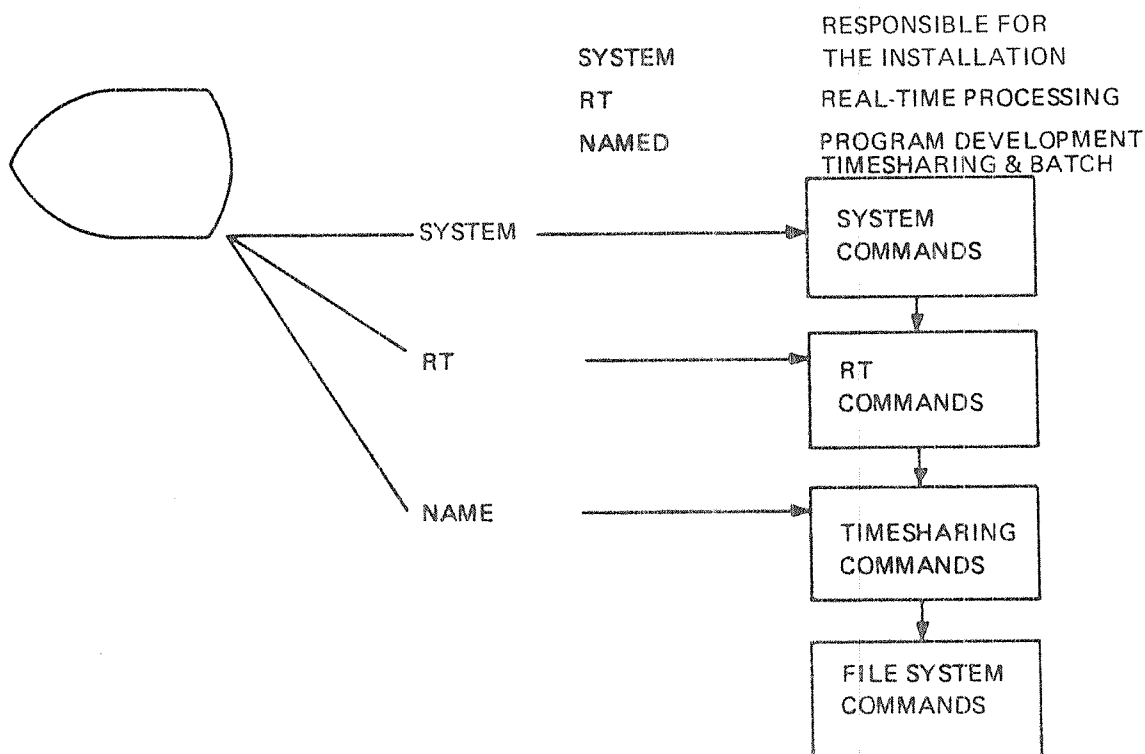 RESPONSIBLE FOR
SYSTEM THE INSTALLATION
RT REAL-TIME PROCESSING
NAMED PROGRAM DEVELOPMENT
TIMESHARING & BATCH
SYSTEM
SYSTEM
COMMANDS
RT
RT
COMMANDS
NAME
TIMESHARING
COMMANDS
FILE SYSTEM
COMMANDS